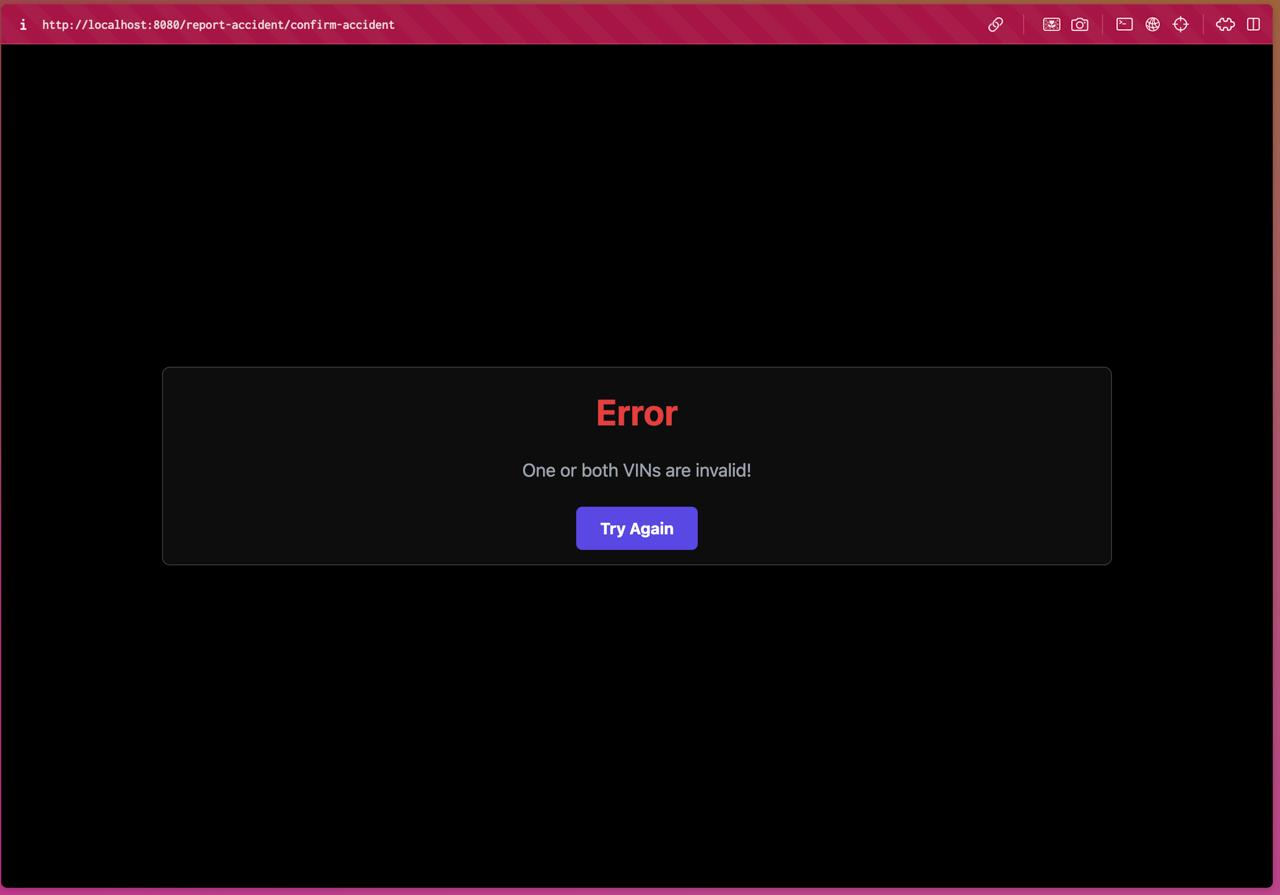 http://localhost:8080/report-accident/confirm-accident
Error
One or both VINs are invalid!
Try Again